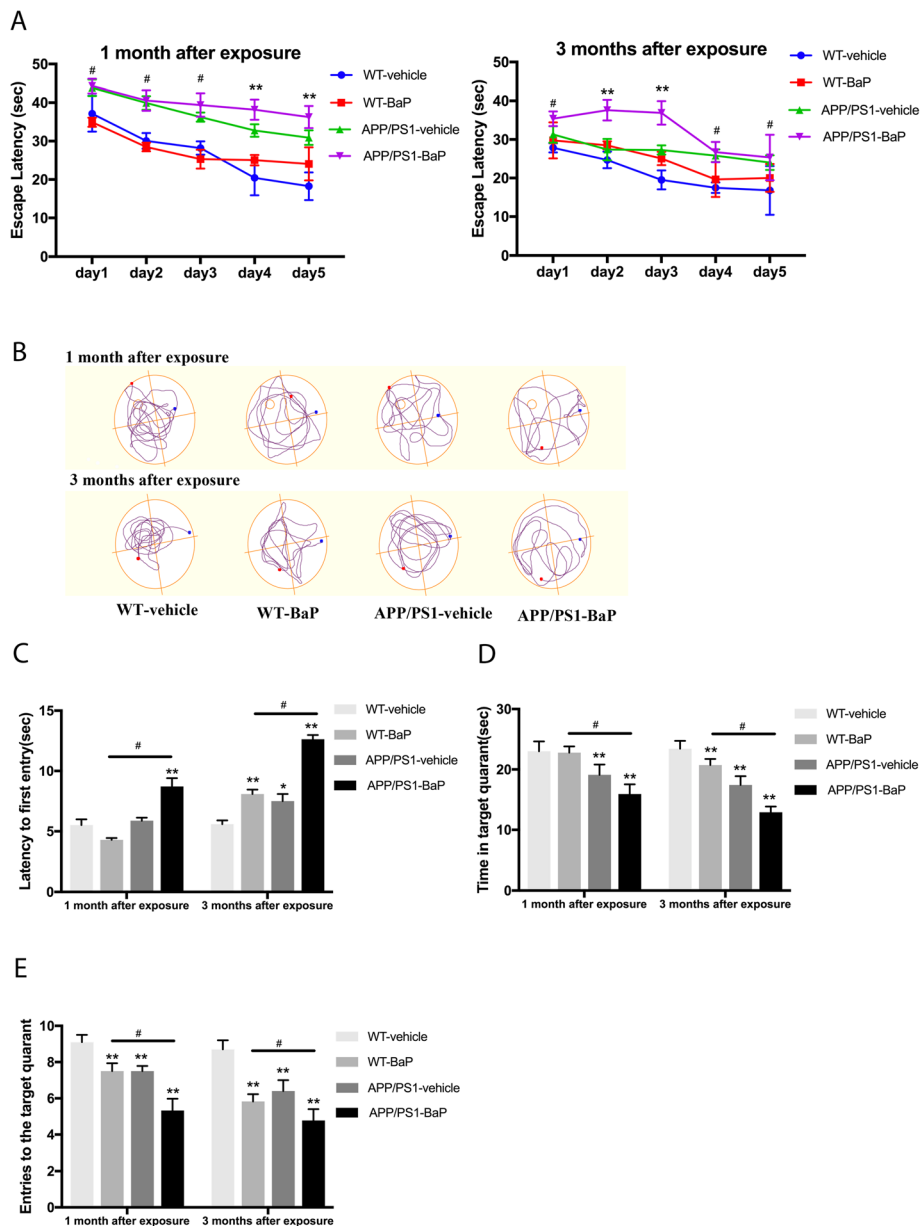 A
1 month after exposure
Escape Latency (sec)
50
40
30
20
10
0
# # # ** **
day1 day2 day3 day4 day5
WT-vehicle
WT-BaP
APP/PS1-vehicle
APP/PS1-BaP
3 months after exposure
Escape Latency (sec)
50
40
30
20
10
0
# ** ** # #
day1 day2 day3 day4 day5
WT-vehicle
WT-BaP
APP/PS1-vehicle
APP/PS1-BaP
B
1 month after exposure
3 months after exposure
WT-vehicle WT-BaP APP/PS1-vehicle APP/PS1-BaP
C
Latency to first entry(sec)
15
10
5
0
#
**
#
** * **
1 month after exposure 3 months after exposure
WT-vehicle
WT-BaP
APP/PS1-vehicle
APP/PS1-BaP
D
Time in target quarant(sec)
30
20
10
0
#
** **
#
** ** **
1 month after exposure 3 months after exposure
WT-vehicle
WT-BaP
APP/PS1-vehicle
APP/PS1-BaP
E
Entries to the target quarant
10
8
6
4
2
0
#
** ** **
#
** ** **
1 month after exposure 3 months after exposure
WT-vehicle
WT-BaP
APP/PS1-vehicle
APP/PS1-BaP